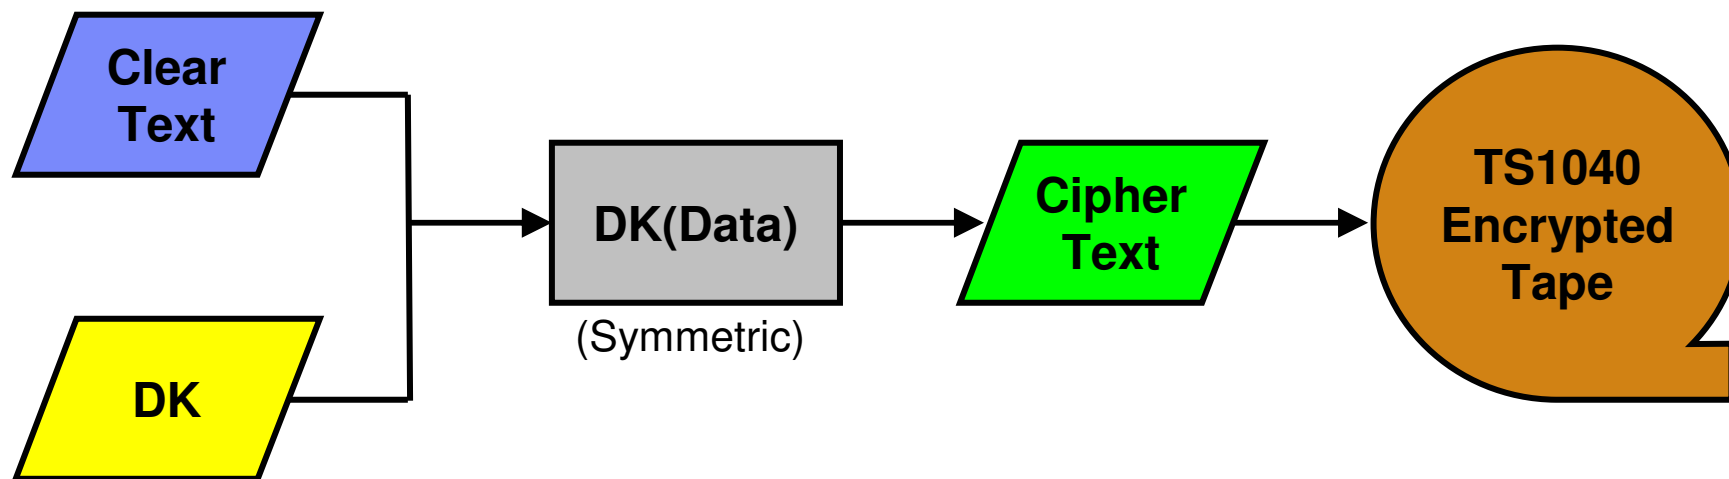 Clear
Text
DK
DK(Data)
(Symmetric)
Cipher
Text
TS1040
Encrypted
Tape